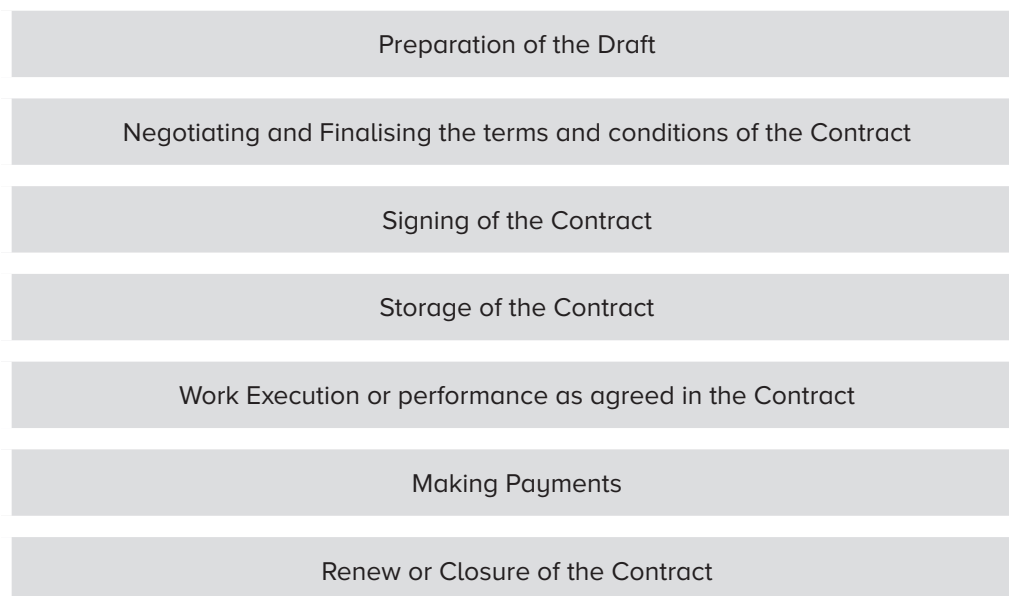 Preparation of the Draft
Negotiating and Finalising the terms and conditions of the Contract
Signing of the Contract
Storage of the Contract
Work Execution or performance as agreed in the Contract
Making Payments
Renew or Closure of the Contract